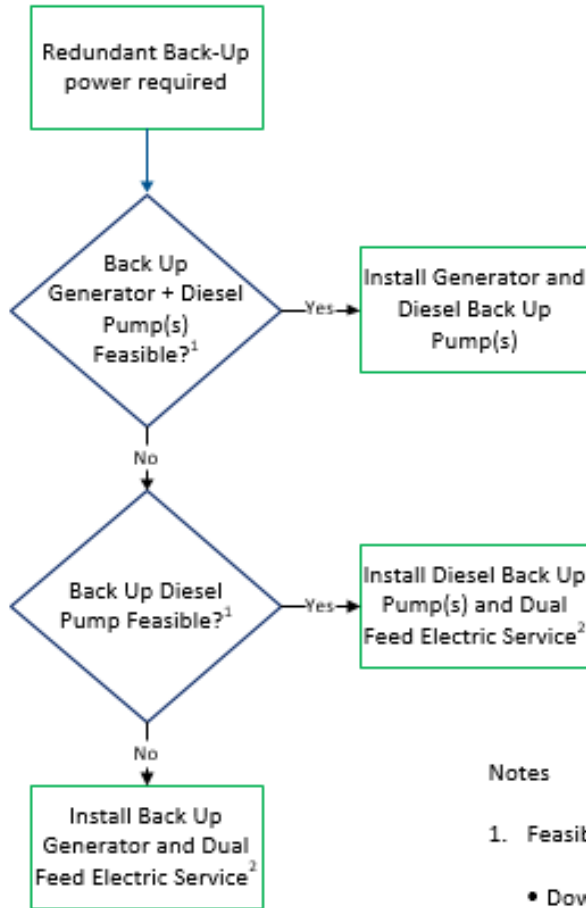 Redundant Back-Up
power required
Back Up
Generator + Diesel
Pump(s)
Feasible?¹
Yes
Install Generator and
Diesel Back Up
Pump(s)
No
Back Up Diesel
Pump Feasible?¹
Yes
Install Diesel Back Up
Pump(s) and Dual
Feed Electric Service²
No
Install Back Up
Generator and Dual
Feed Electric Service²
Notes
1.